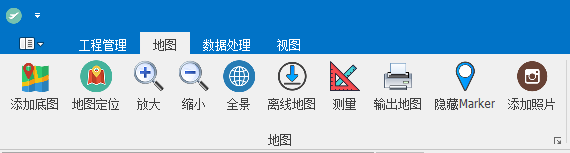 工程管理 地图 数据处理 视图
添加底图 地图定位 放大 缩小 全景 离线地图 测量 输出地图 隐藏Marker 添加照片
地图